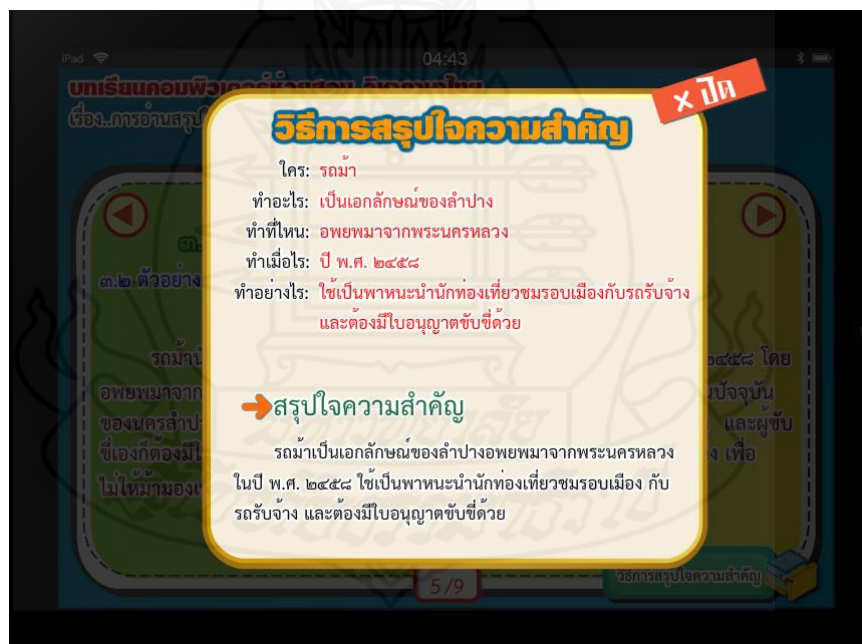 iPad
04:43
บทเรียนคอมพิวเตอร์ช่วยสอน วิชาภาษาไทย
เรื่อง..การอ่านสรุปใ
× ปิด
วิธีการสรุปใจความสำคัญ
ใคร: รถม้า
ทำอะไร: เป็นเอกลักษณ์ของลำปาง
ทำที่ไหน: อพยพมาจากพระนครหลวง
ทำเมื่อไร: ปี พ.ศ. ๒๔๕๘
ทำอย่างไร: ใช้เป็นพาหนะนำนักท่องเที่ยวชมรอบเมืองกับรถรับจ้าง
และต้องมีใบอนุญาตขับขี่ด้วย
สรุปใจความสำคัญ
รถม้าเป็นเอกลักษณ์ของลำปางอพยพมาจากพระนครหลวง
ในปี พ.ศ. ๒๔๕๘ ใช้เป็นพาหนะนำนักท่องเที่ยวชมรอบเมือง กับ
รถรับจ้าง และต้องมีใบอนุญาตขับขี่ด้วย
๓.๒ ตัวอย่าง
รถม้านั ๒๔๕๘ โดย
อพยพมาจาก นปัจจุบัน
ของนครลำป และผู้ขับ
ขี่เองก็ต้องมีใ ง เพื่อ
ไม่ให้ม้ามองเ
5/9
วิธีการสรุปใจความสำคัญ